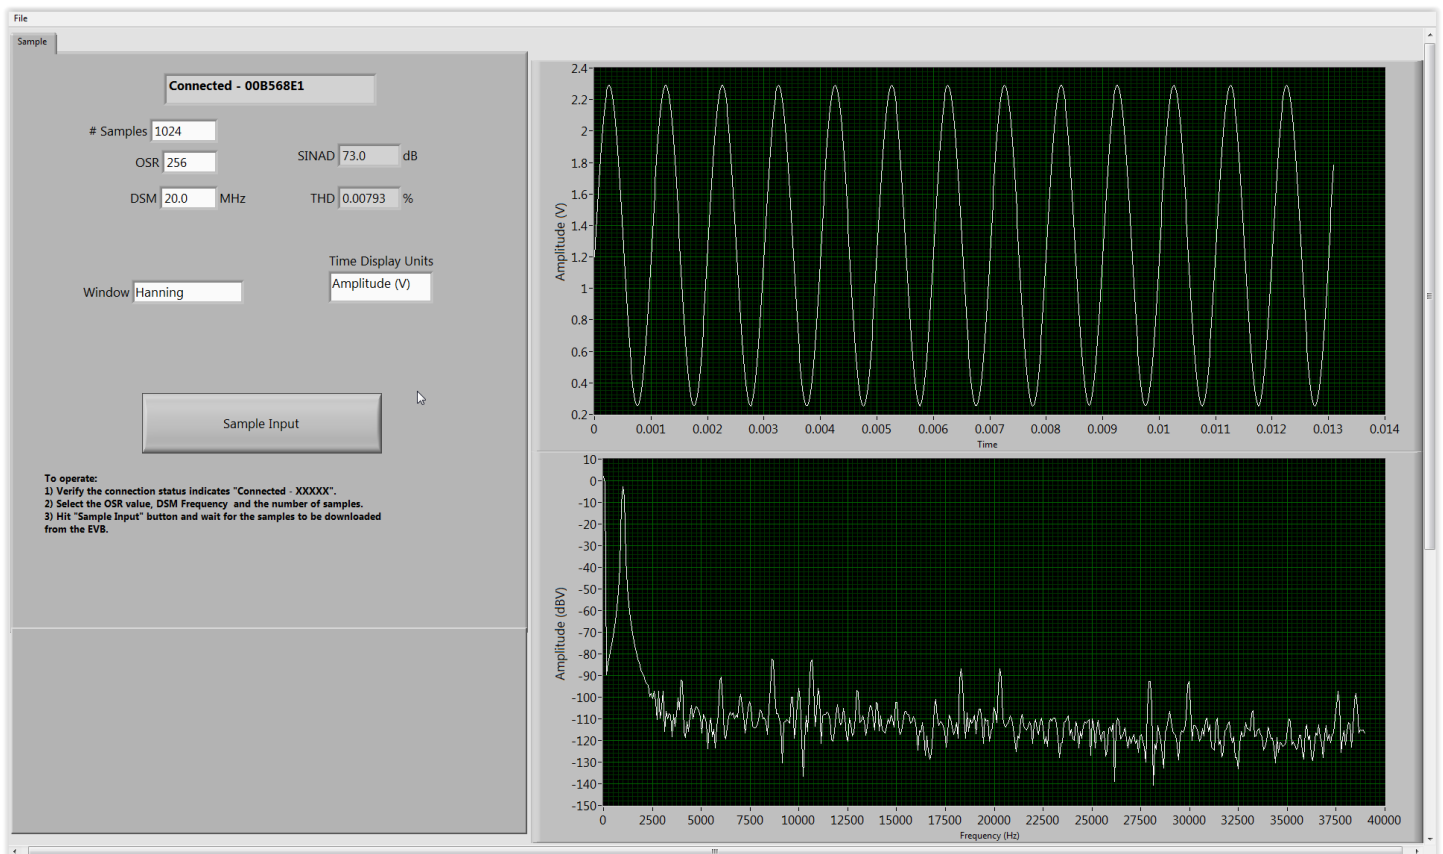 File
Sample
Connected - 00B568E1
# Samples 1024
OSR 256
SINAD 73.0 dB
DSM 20.0 MHz
THD 0.00793 %
Time Display Units
Amplitude (V)
Window Hanning
Sample Input
To operate:
1) Verify the connection status indicates "Connected - XXXXX".
2) Select the OSR value, DSM Frequency and the number of samples.
3) Hit "Sample Input" button and wait for the samples to be downloaded
from the EVB.
Amplitude (V)
2.4
2.2
2
1.8
1.6
1.4
1.2
1
0.8
0.6
0.4
0.2
0 0.001 0.002 0.003 0.004 0.005 0.006 0.007 0.008 0.009 0.01 0.011 0.012 0.013 0.014
Time
Amplitude (dBV)
10
0
-10
-20
-30
-40
-50
-60
-70
-80
-90
-100
-110
-120
-130
-140
-150
0 2500 5000 7500 10000 12500 15000 17500 20000 22500 25000 27500 30000 32500 35000 37500 40000
Frequency (Hz)